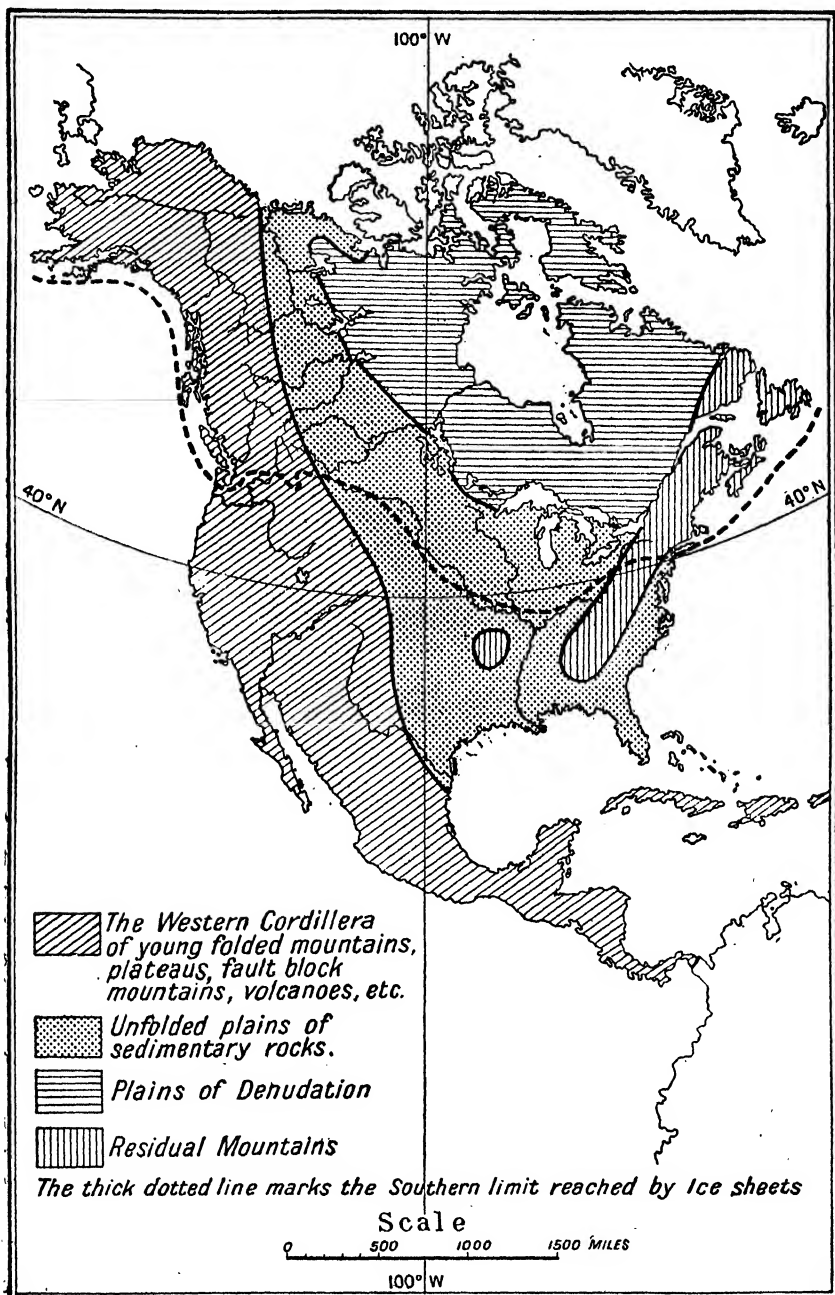 100° W
40° N
40° N
The Western Cordillera
of young folded mountains,
plateaus, fault block
mountains, volcanoes, etc.
Unfolded plains of
sedimentary rocks.
Plains of Denudation
Residual Mountains
The thick dotted line marks the Southern limit reached by Ice sheets
Scale
0 500 1000 1500 MILES
100° W